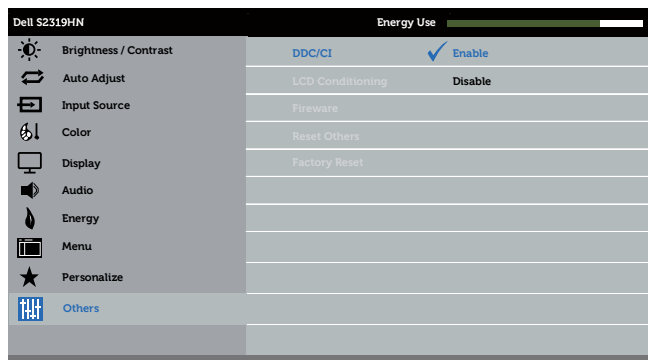 Dell S2319HN Energy Use
Brightness / Contrast DDC/CI Enable
Auto Adjust LCD Conditioning Disable
Input Source Fireware
Color Reset Others
Display Factory Reset
Audio
Energy
Menu
Personalize
Others